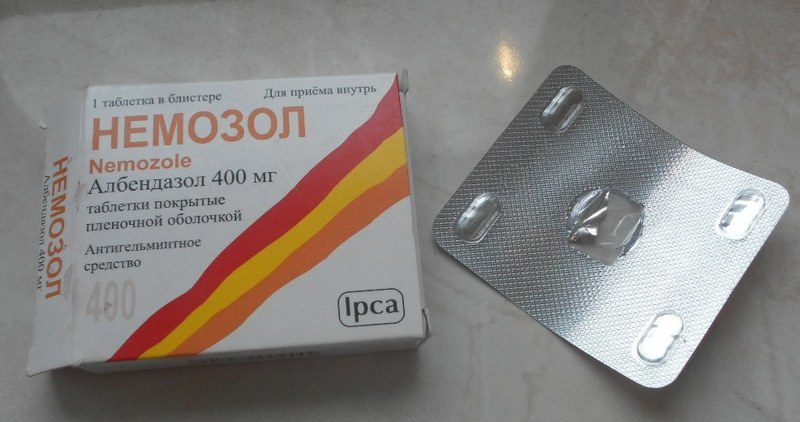 1 таблетка в блистере
Для приёма внутрь
НЕМОЗОЛ
Nemozole
Албендазол 400 мг
таблетки покрытые
пленочной оболочкой
Антигельминтное
средство
400
Ipca
НЕМОЗОЛ
Албендазол 400 мг